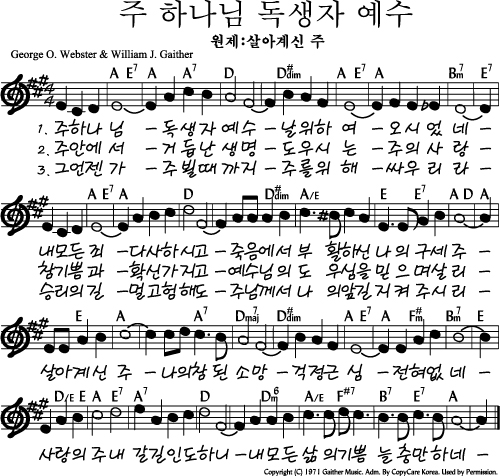 주 하나님 독생자 예수
원제:살아계신 주
George O. Webster & William J. Gaither
A E7 A A7 D D#dim A E7 A Bm7 E7
1. 주하나 님 - 독생자 예수 - 날위하 여 - 오시 었 네 -
2. 주안에 서 - 거듭난 생명 - 도우시 는 - 주의 사 랑 -
3. 그언젠 가 - 주 뵐때 까지 - 주를위 해 - 싸우 리 라 -
A E7 A D D#dim A/E E E7 A D A
내모든 죄 - 다사하시고 - 죽음에서 부 활하신 나의 구세 주 -
참기쁨 과 - 확신가지고 - 예수님의 도 우심을 믿으며살 리 -
승리의길 - 멀고험해도 - 주님께서 나 의앞길지켜주시 리 -
A E A7 D Dmaj7 D#dim E7 A F#m Bm7 E
살아계신 주 - 나의참된 소망 - 걱정근 심 - 전혀없 네 -
D/E E E7 A A7 D Dm6 A/E F#7 B7 E7 A
사랑의주내 갈길인도하니 - 내모든 삶 의기쁨 늘 충만하네 -
Copyright (C) 1971 Gaither Music. Adm. By CopyCare Korea. Used by Permission.